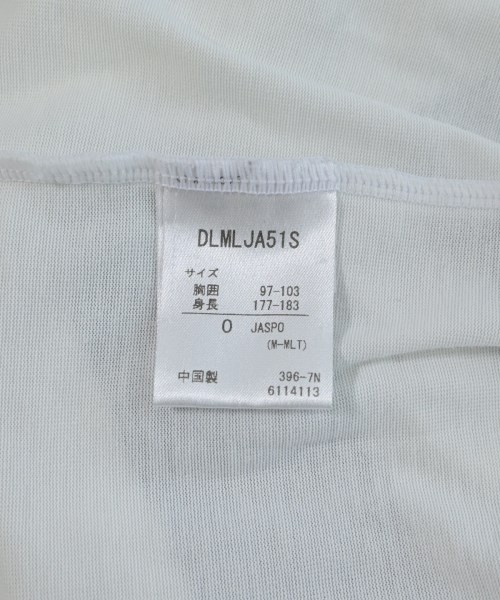 DLMLJA51S
サイズ
胸囲 97-103
身長 177-183
O JASPO
(M-MLT)
中国製 396-7N
6114113